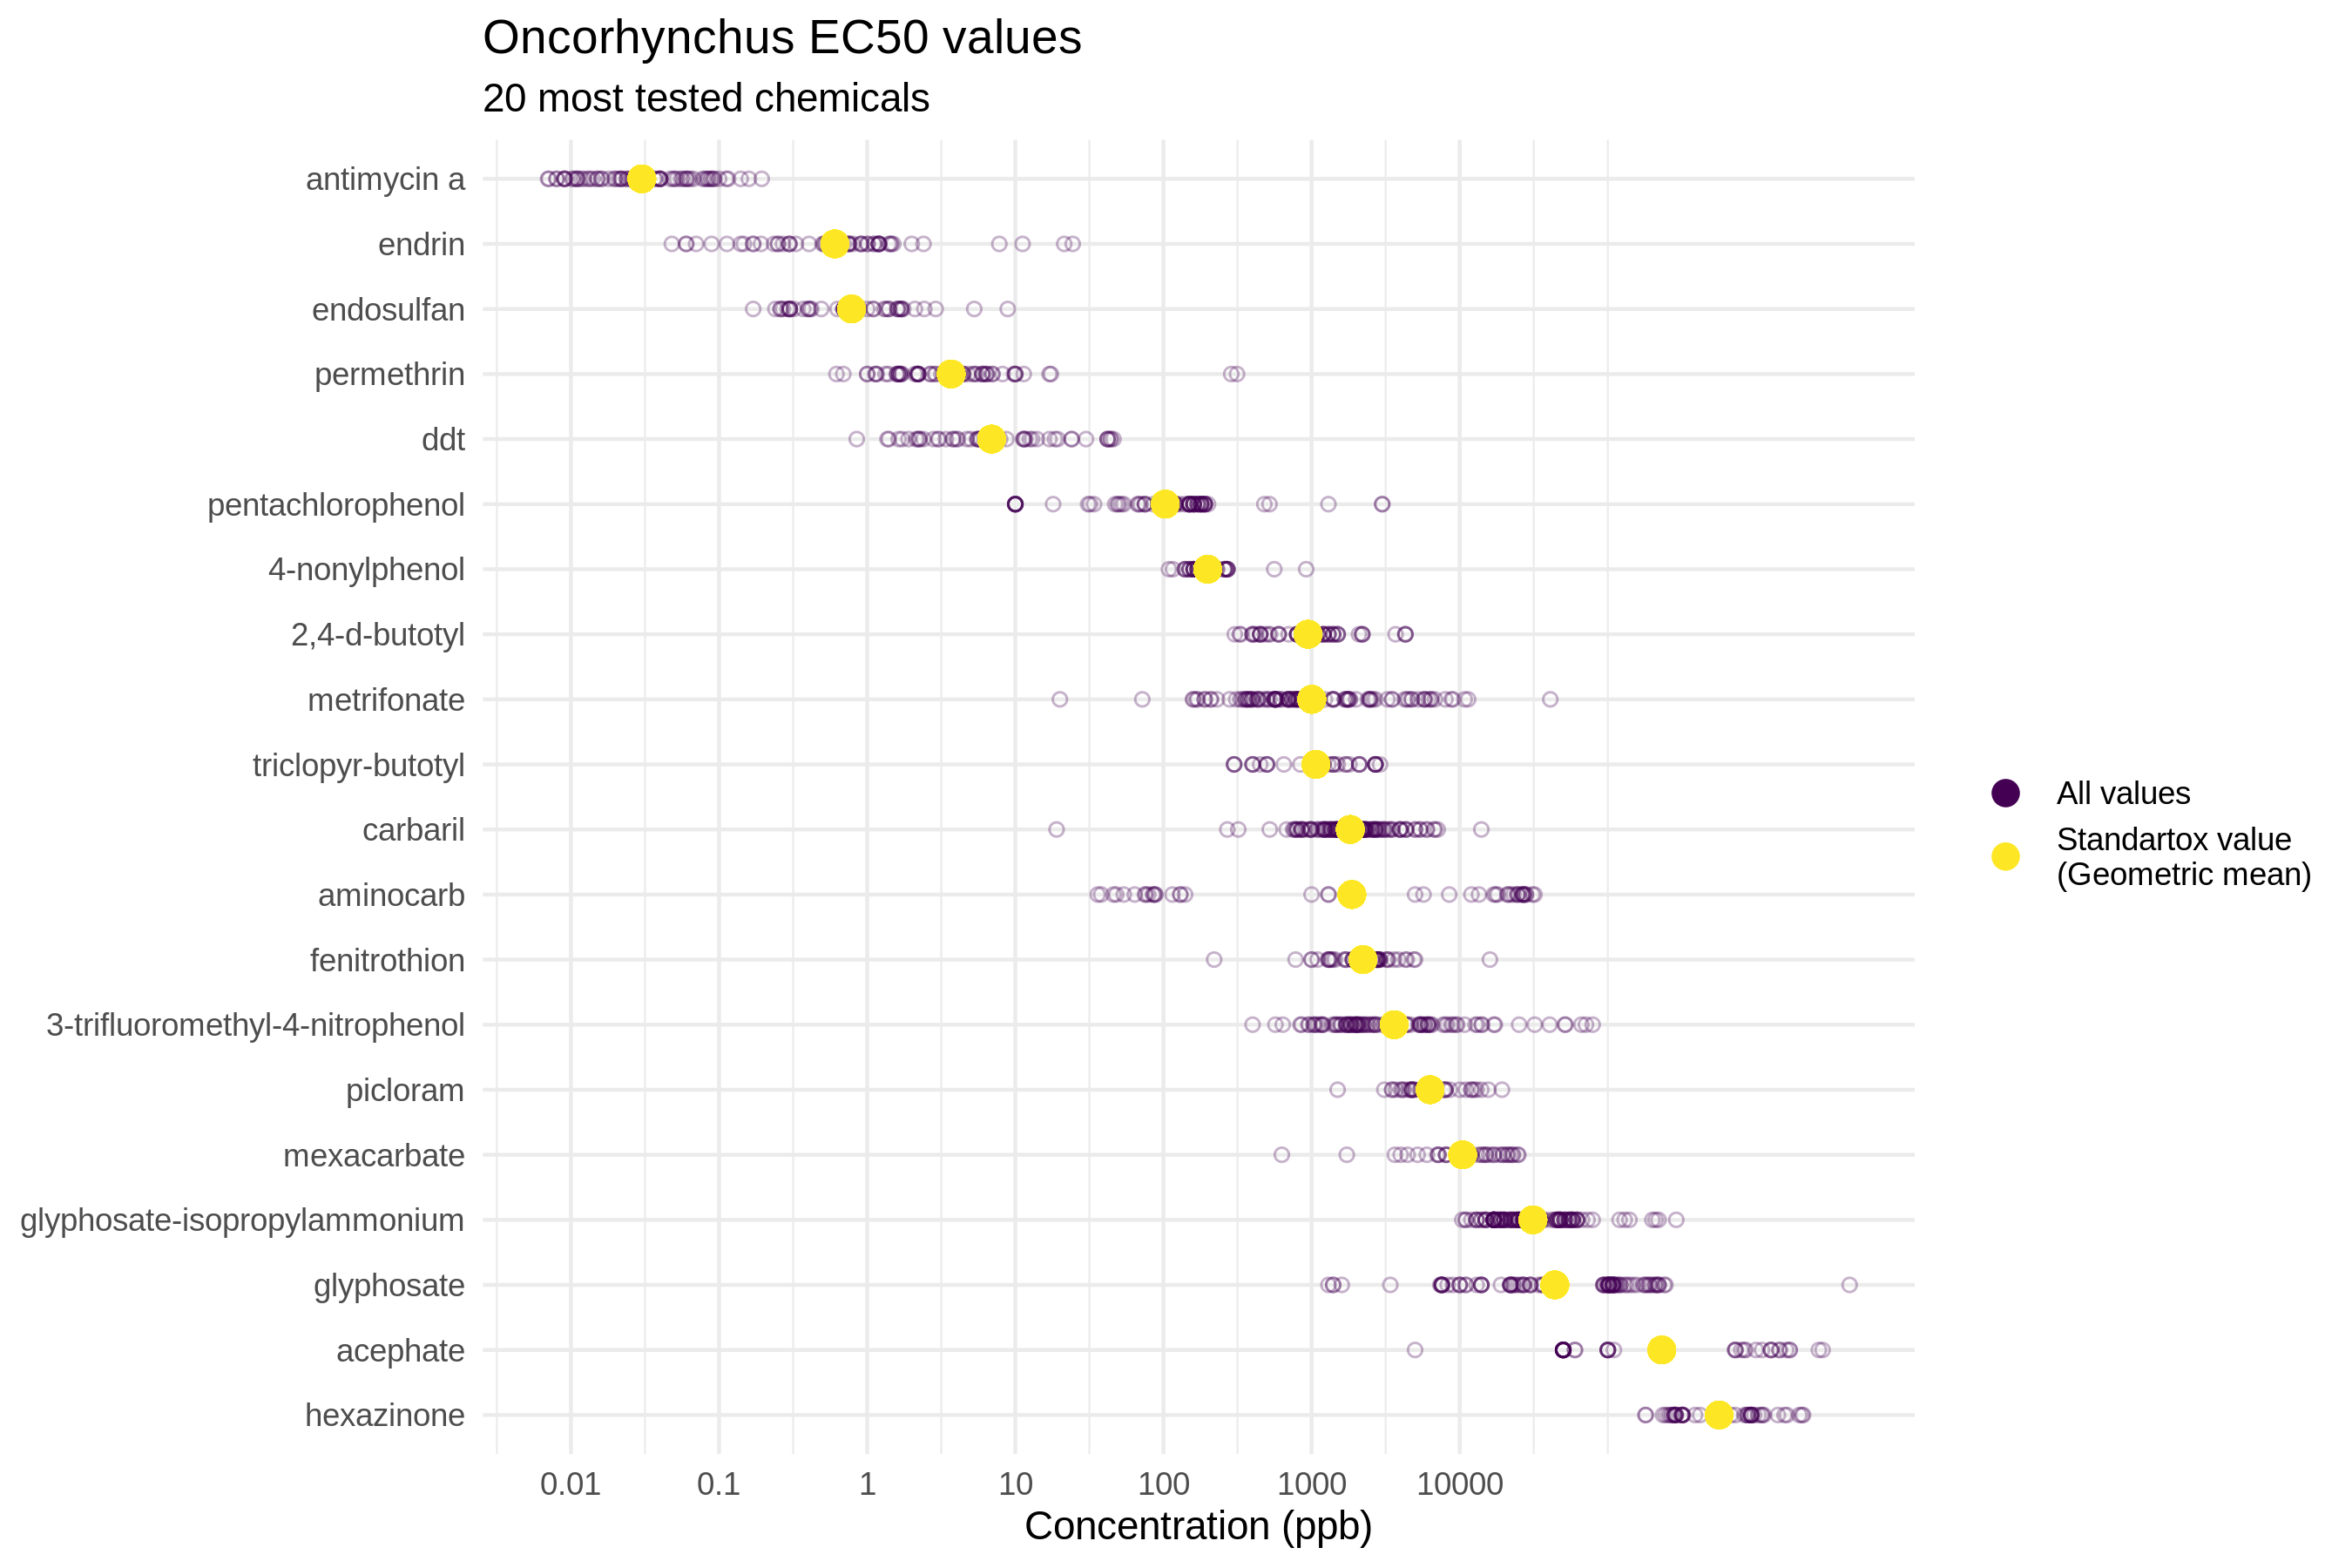 Oncorhynchus EC50 values
20 most tested chemicals
antimycin a
endrin
endosulfan
permethrin
ddt
pentachlorophenol
4-nonylphenol
2,4-d-butotyl
metrifonate
triclopyr-butotyl
carbaril
aminocarb
fenitrothion
3-trifluoromethyl-4-nitrophenol
picloram
mexacarbate
glyphosate-isopropylammonium
glyphosate
acephate
hexazinone
0.01 0.1 1 10 100 1000 10000
Concentration (ppb)
All values
Standartox value
(Geometric mean)